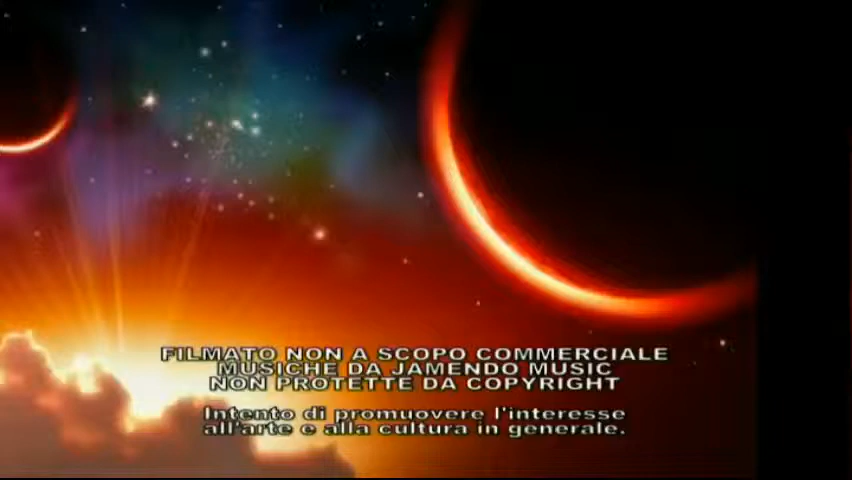 FILMATO NON A SCOPO COMMERCIALE
MUSICHE DA JAMENDO MUSIC
NON PROTETTE DA COPYRIGHT
Intento di promuovere l'interesse
all'arte e alla cultura in generale.